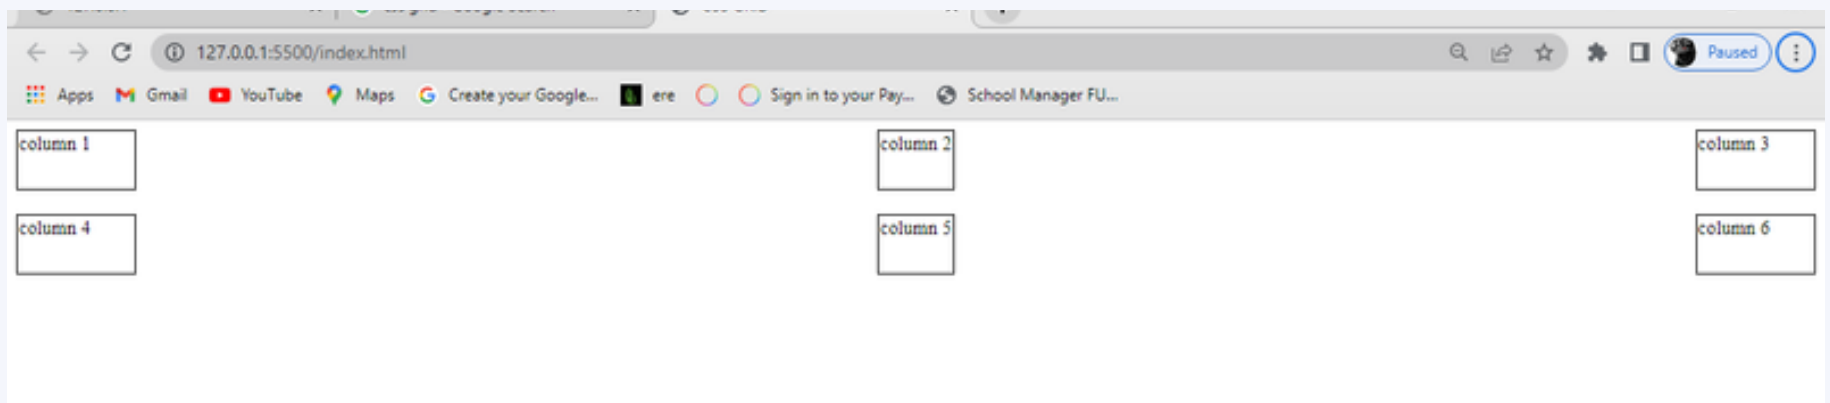 127.0.0.1:5500/index.html Paused
Apps Gmail YouTube Maps Create your Google... ere Sign in to your Pay... School Manager FU...
column 1 column 2 column 3
column 4 column 5 column 6